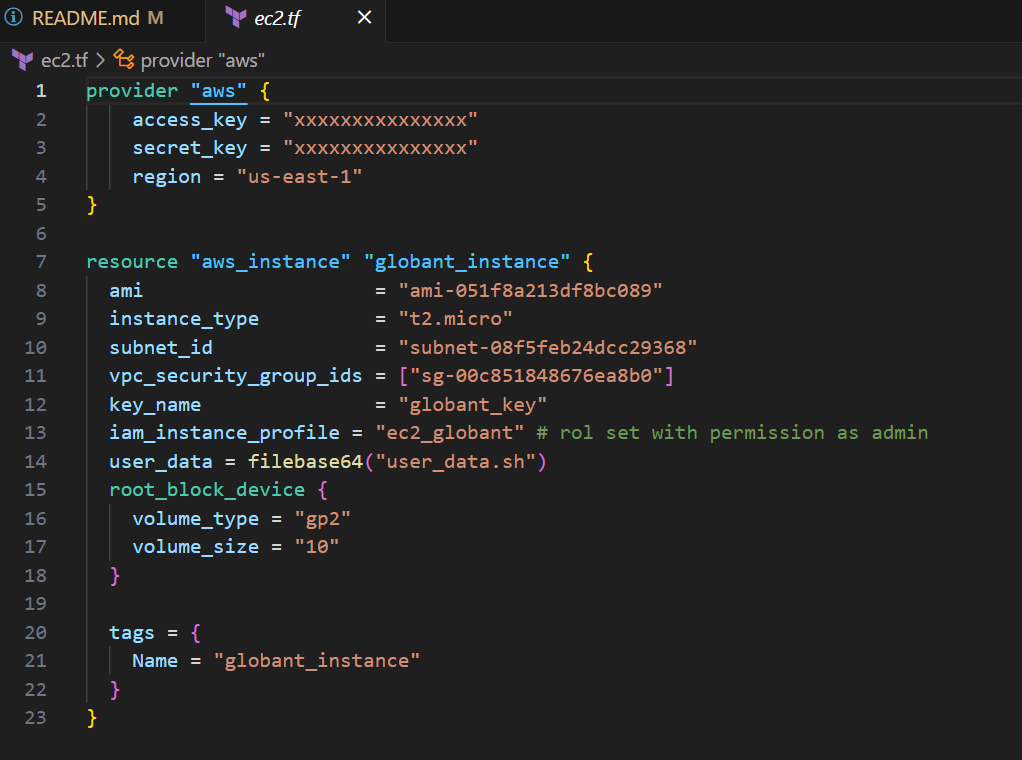 README.md M ec2.tf
ec2.tf > provider "aws"
1 provider "aws" {
2 access_key = "xxxxxxxxxxxxxxx"
3 secret_key = "xxxxxxxxxxxxxxx"
4 region = "us-east-1"
5 }
6
7 resource "aws_instance" "globant_instance" {
8 ami = "ami-051f8a213df8bc089"
9 instance_type = "t2.micro"
10 subnet_id = "subnet-08f5feb24dcc29368"
11 vpc_security_group_ids = ["sg-00c851848676ea8b0"]
12 key_name = "globant_key"
13 iam_instance_profile = "ec2_globant" # rol set with permission as admin
14 user_data = filebase64("user_data.sh")
15 root_block_device {
16 volume_type = "gp2"
17 volume_size = "10"
18 }
19
20 tags = {
21 Name = "globant_instance"
22 }
23 }